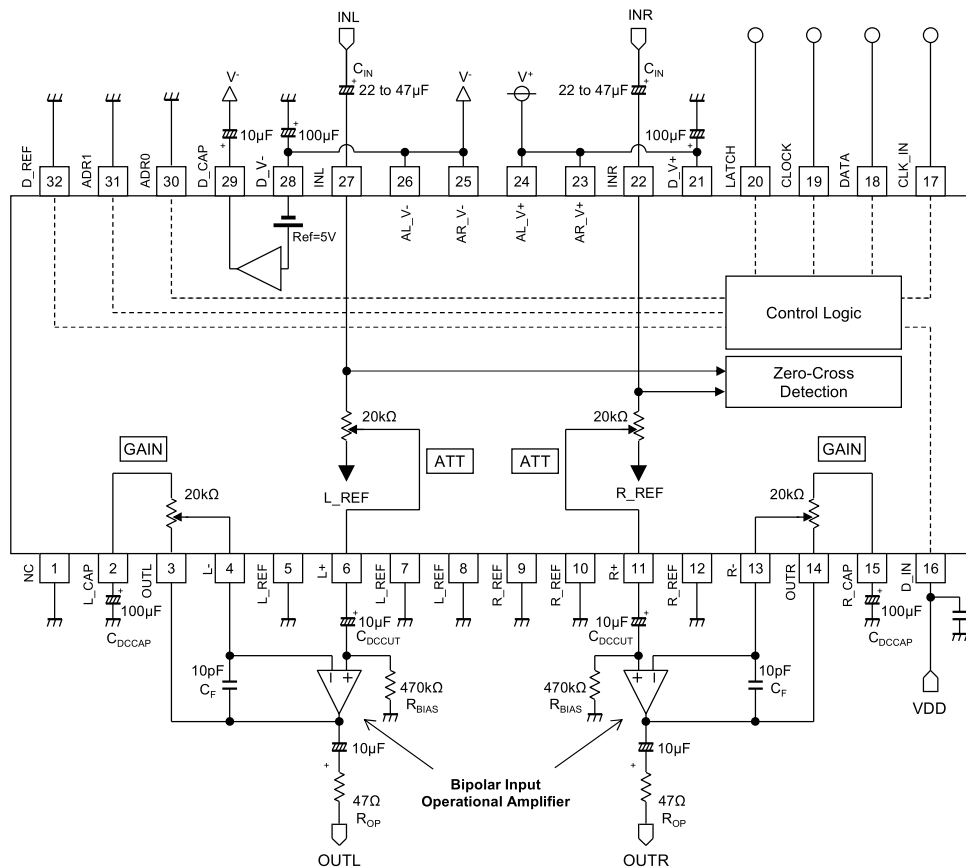 INL
INR
V-
C_IN
22 to 47µF
V-
V+
C_IN
22 to 47µF
10µF
100µF
100µF
D_REF
ADR1
ADR0
D_CAP
D_V-
INL
INR
D_V+
LATCH
CLOCK
DATA
CLK_IN
32
31
30
29
28
27
26
25
24
23
22
21
20
19
18
17
AL_V-
AR_V-
AL_V+
AR_V+
Ref=5V
Control Logic
Zero-Cross
Detection
20kΩ
20kΩ
GAIN
ATT
ATT
GAIN
L_REF
R_REF
20kΩ
20kΩ
1
2
3
4
5
6
7
8
9
10
11
12
13
14
15
16
NC
L_CAP
OUTL
L-
L_REF
L+
L_REF
L_REF
R_REF
R_REF
R+
R_REF
R-
OUTR
R_CAP
D_IN
100µF
C_DCCAP
10µF
C_DCCUT
10µF
C_DCCUT
100µF
C_DCCAP
10pF
C_F
470kΩ
R_BIAS
470kΩ
R_BIAS
10pF
C_F
VDD
10µF
10µF
Bipolar Input
Operational Amplifier
47Ω
R_OP
47Ω
R_OP
OUTL
OUTR